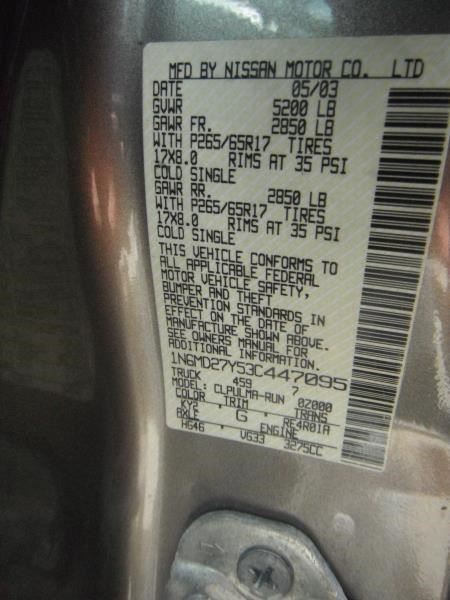 MFD BY NISSAN MOTOR CO. LTD
DATE 05/03
GVWR 5200 LB
GAWR FR. 2850 LB
WITH P265/65R17 TIRES
17X8.0 RIMS AT 35 PSI
COLD SINGLE
GAWR RR. 2850 LB
WITH P265/65R17 TIRES
17X8.0 RIMS AT 35 PSI
COLD SINGLE
THIS VEHICLE CONFORMS TO
ALL APPLICABLE FEDERAL
MOTOR VEHICLE SAFETY,
BUMPER AND THEFT
PREVENTION STANDARDS IN
EFFECT ON THE DATE OF
MANUFACTURE SHOWN ABOVE.
SEE OWNERS MANUAL FOR
ADDITIONAL INFORMATION.
1N6MD27Y53C447095
TRUCK 459 7
MODEL: CLPULMA-RUN 0Z000
COLOR TRIM TRANS
KY2 G RE4R01A
AXLE ENGINE
HG46 VG33 3275CC